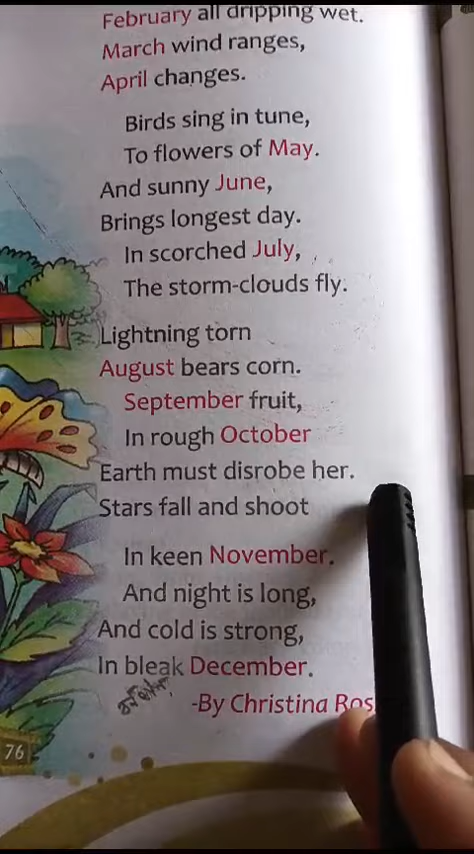 February all dripping wet.
March wind ranges,
April changes.
Birds sing in tune,
To flowers of May.
And sunny June,
Brings longest day.
In scorched July,
The storm-clouds fly.
Lightning torn
August bears corn.
September fruit,
In rough October
Earth must disrobe her.
Stars fall and shoot
In keen November.
And night is long,
And cold is strong,
In bleak December.
-By Christina Ros
76